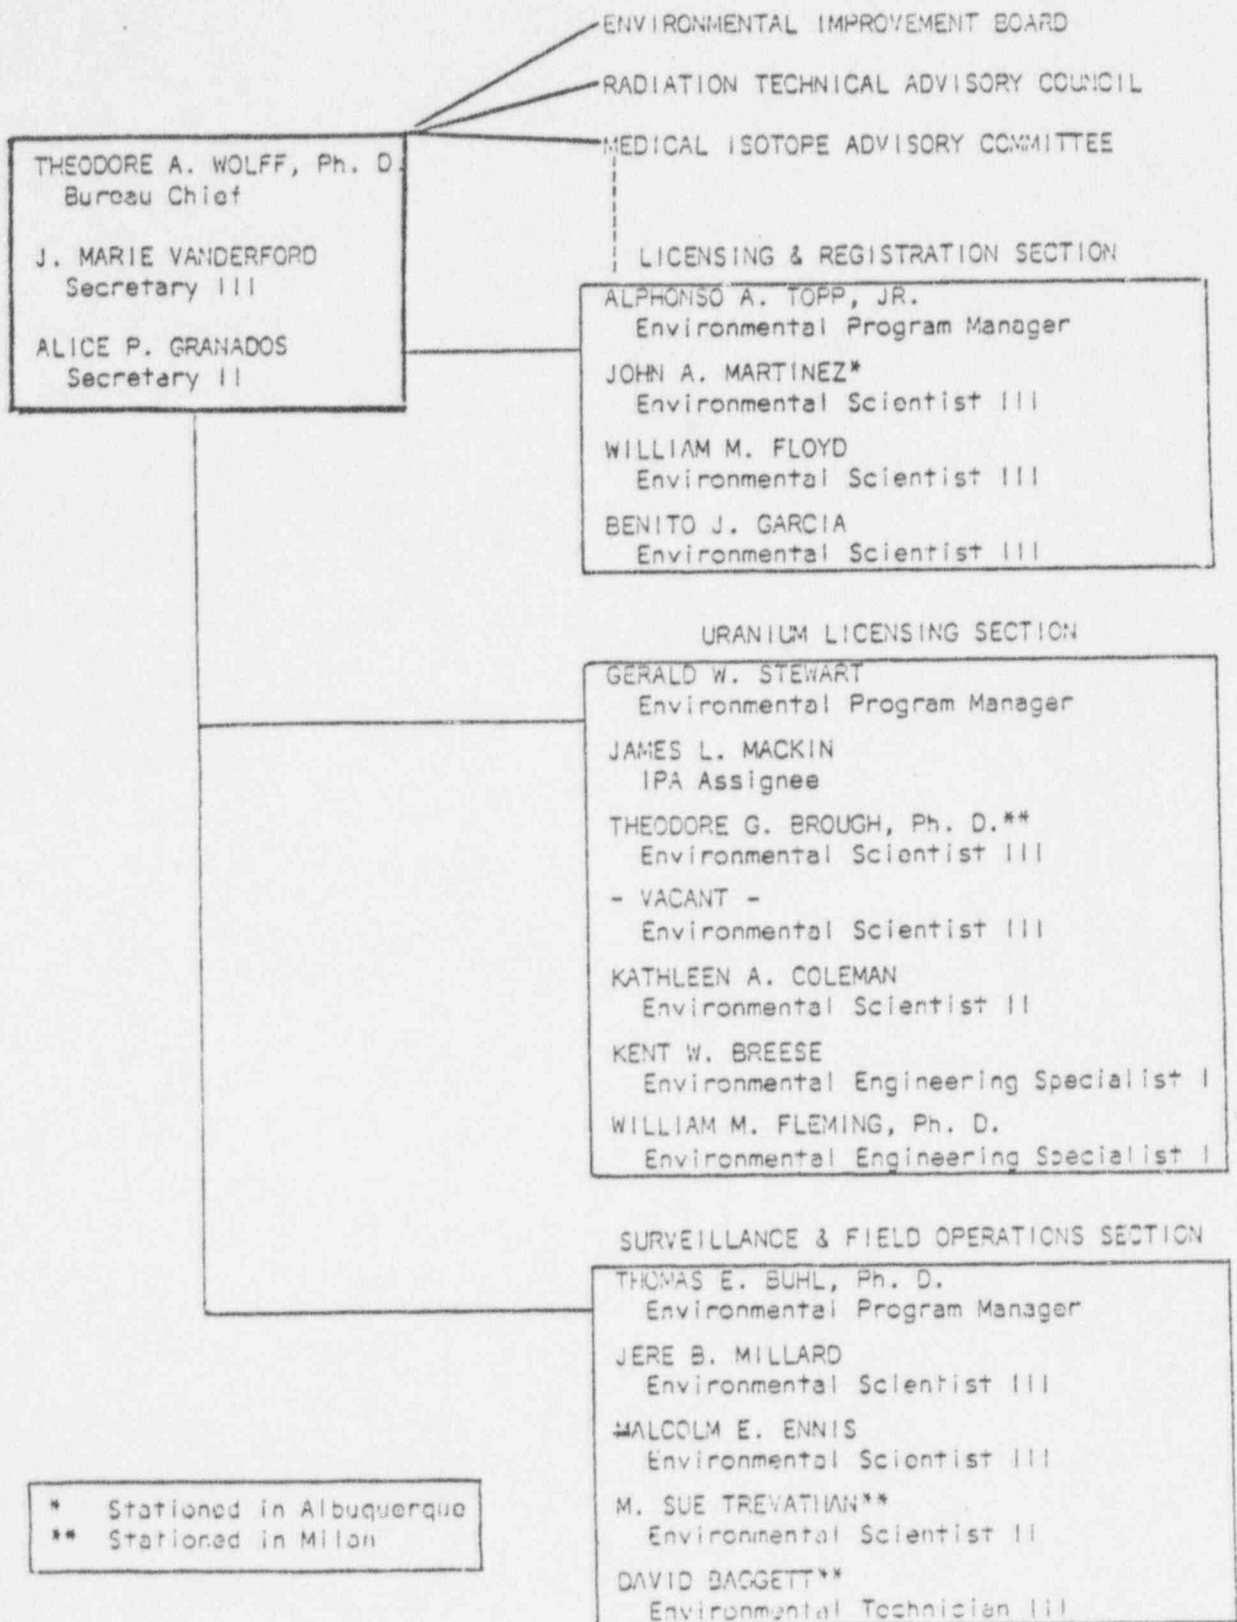 ENVIRONMENTAL IMPROVEMENT BOARD
RADIATION TECHNICAL ADVISORY COUNCIL
MEDICAL ISOTOPE ADVISORY COMMITTEE
THEODORE A. WOLFF, Ph. D.
Bureau Chief
J. MARIE VANDERFORD
Secretary III
ALICE P. GRANADOS
Secretary II
LICENSING & REGISTRATION SECTION
ALPHONSO A. TOPP, JR.
Environmental Program Manager
JOHN A. MARTINEZ*
Environmental Scientist III
WILLIAM M. FLOYD
Environmental Scientist III
BENITO J. GARCIA
Environmental Scientist III
URANIUM LICENSING SECTION
GERALD W. STEWART
Environmental Program Manager
JAMES L. MACKIN
IPA Assignee
THEODORE G. BROUGH, Ph. D.**
Environmental Scientist III
- VACANT -
Environmental Scientist III
KATHLEEN A. COLEMAN
Environmental Scientist II
KENT W. BREESE
Environmental Engineering Specialist I
WILLIAM M. FLEMING, Ph. D.
Environmental Engineering Specialist I
SURVEILLANCE & FIELD OPERATIONS SECTION
THOMAS E. BUHL, Ph. D.
Environmental Program Manager
JERE B. MILLARD
Environmental Scientist III
MALCOLM E. ENNIS
Environmental Scientist III
M. SUE TREVATHAN**
Environmental Scientist II
DAVID BAGGETT**
Environmental Technician III
* Stationed in Albuquerque
** Stationed in Milan